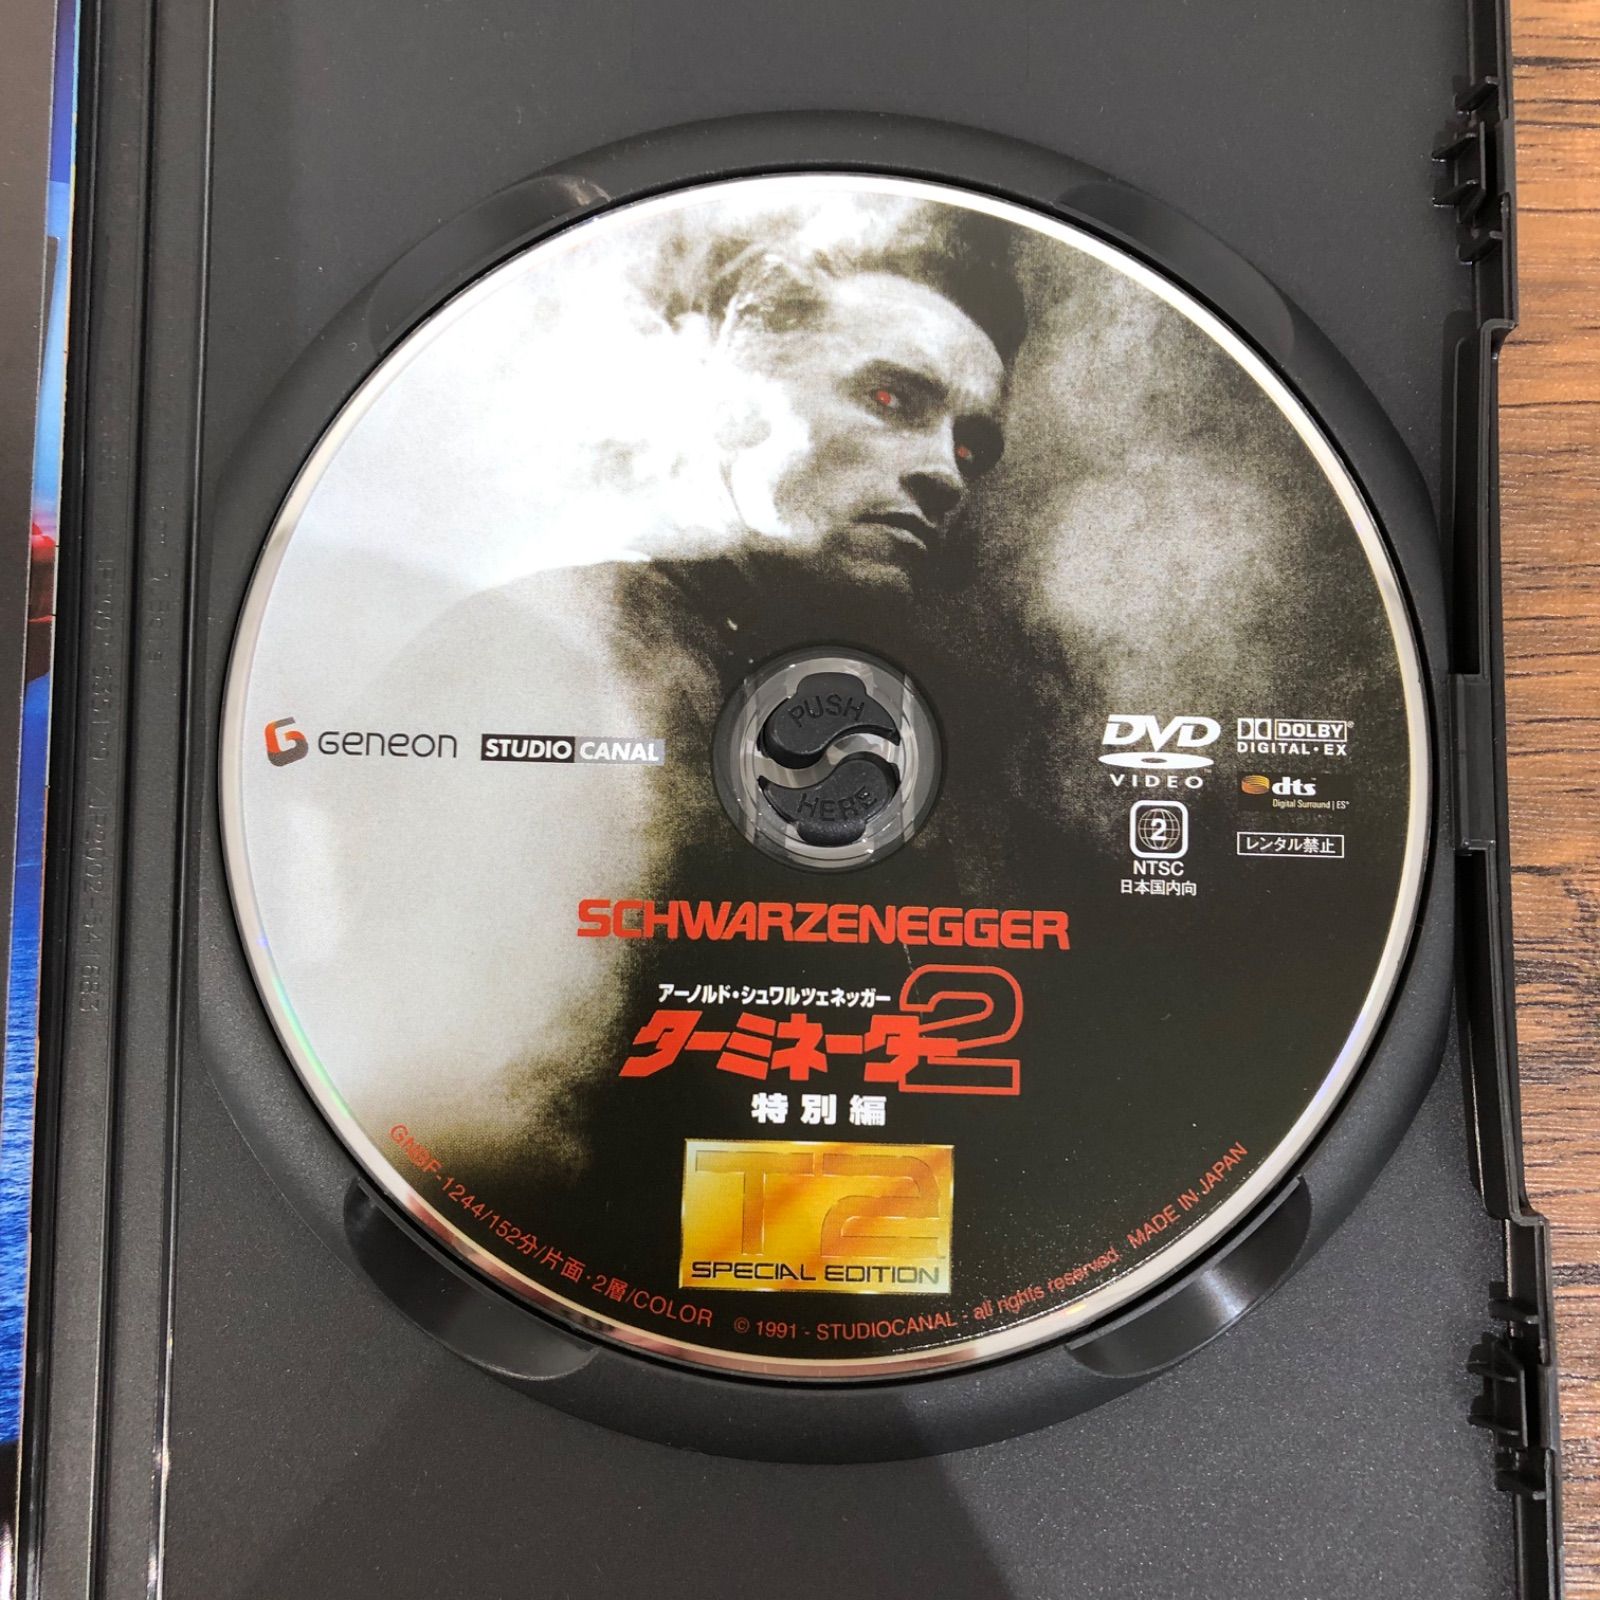 PUSH
HERE
GENEON
STUDIO CANAL
DVD
VIDEO
DOLBY
DIGITAL・EX
dts
Digital Surround | ES
2
NTSC
日本国内向
レンタル禁止
SCHWARZENEGGER
アーノルド・シュワルツェネッガー
ターミネーター2
特別編
T2
SPECIAL EDITION
GNBF-1244/152分/片面・2層/COLOR © 1991 - STUDIOCANAL - all rights reserved. MADE IN JAPAN